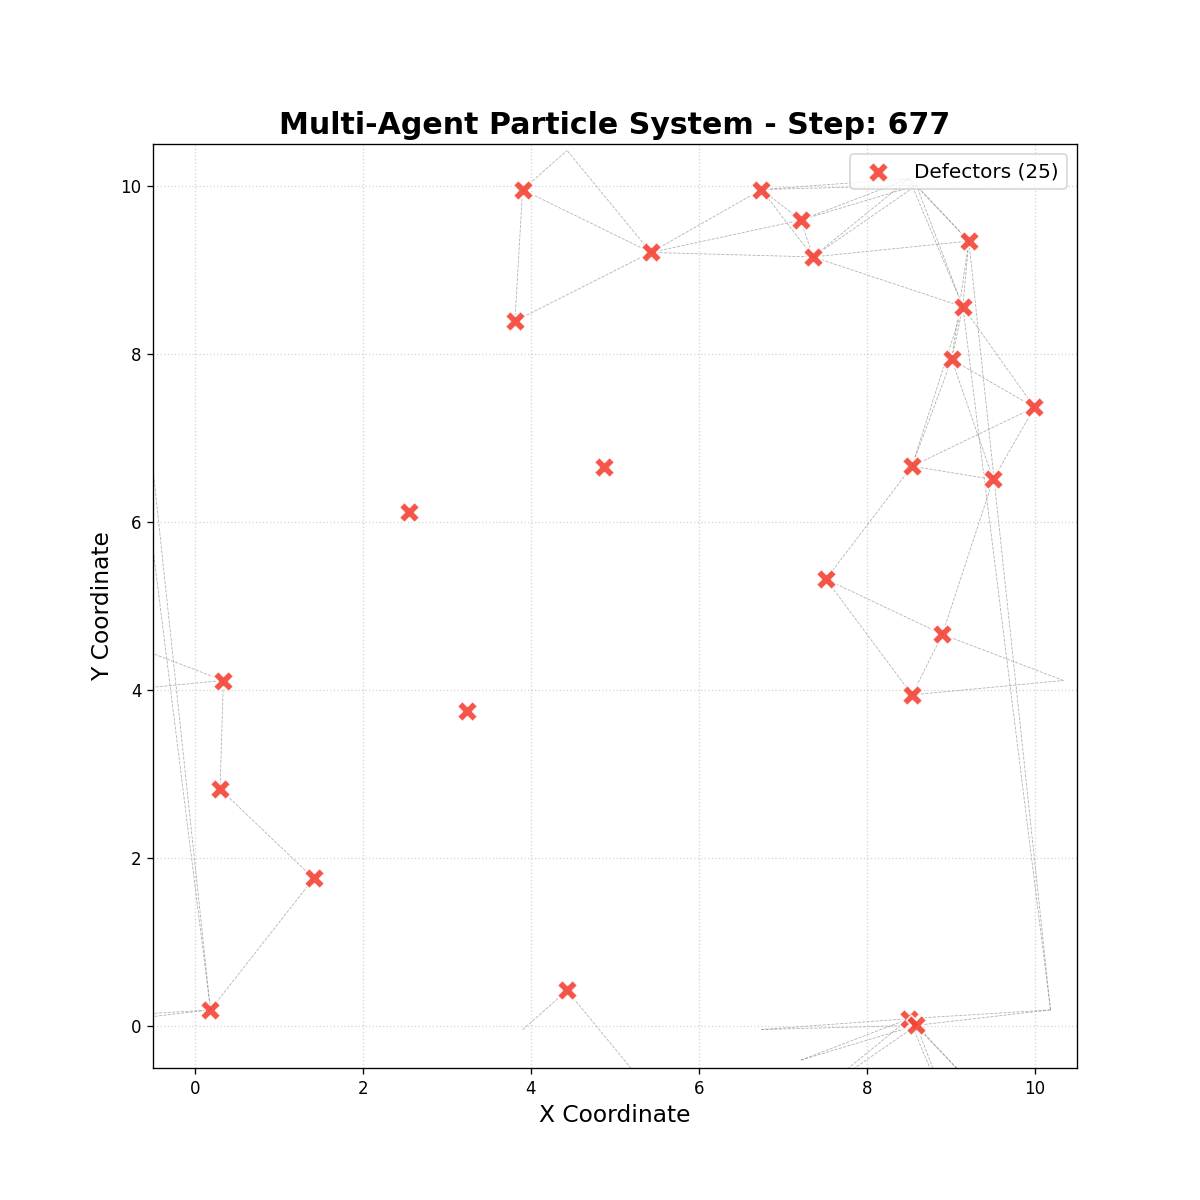 Multi-Agent Particle System - Step: 677
Defectors (25)
10
8
6
4
2
0
Y Coordinate
0 2 4 6 8 10
X Coordinate